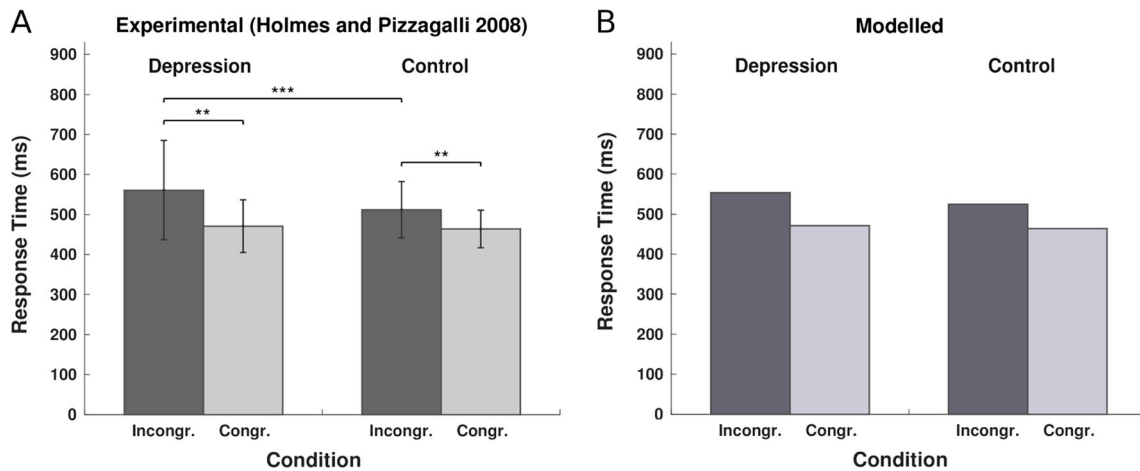 A
Experimental (Holmes and Pizzagalli 2008)
900
800
700
600
500
400
300
200
100
0
Response Time (ms)
Depression
Control
***
**
**
Incongr.
Congr.
Incongr.
Congr.
Condition
B
Modelled
900
800
700
600
500
400
300
200
100
0
Response Time (ms)
Depression
Control
Incongr.
Congr.
Incongr.
Congr.
Condition